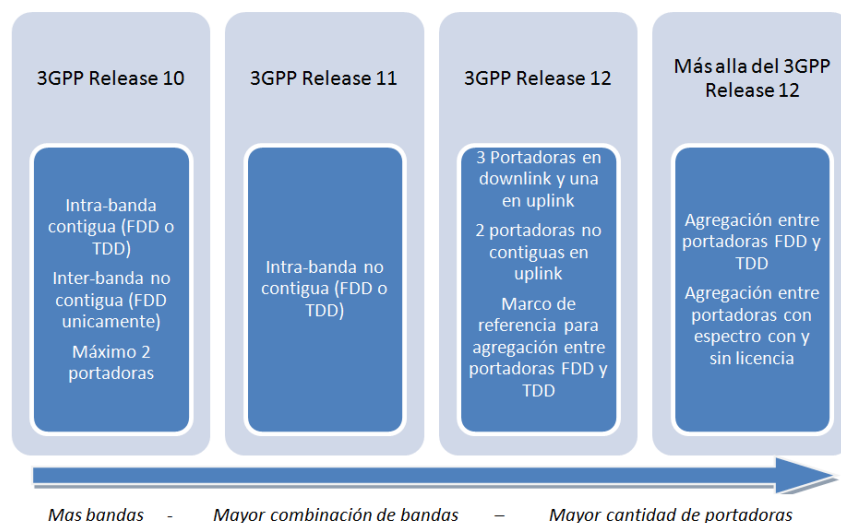 3GPP Release 10
Intra-banda
contigua (FDD o
TDD)
Inter-banda no
contigua (FDD
unicamente)
Máximo 2
portadoras
3GPP Release 11
Intra-banda no
contigua (FDD o
TDD)
3GPP Release 12
3 Portadoras en
downlink y una
en uplink
2 portadoras no
contiguas en
uplink
Marco de
referencia para
agregación entre
portadoras FDD y
TDD
Más alla del 3GPP
Release 12
Agregación entre
portadoras FDD y
TDD
Agregación entre
portadoras con
espectro con y
sin licencia
Mas bandas - Mayor combinación de bandas – Mayor cantidad de portadoras